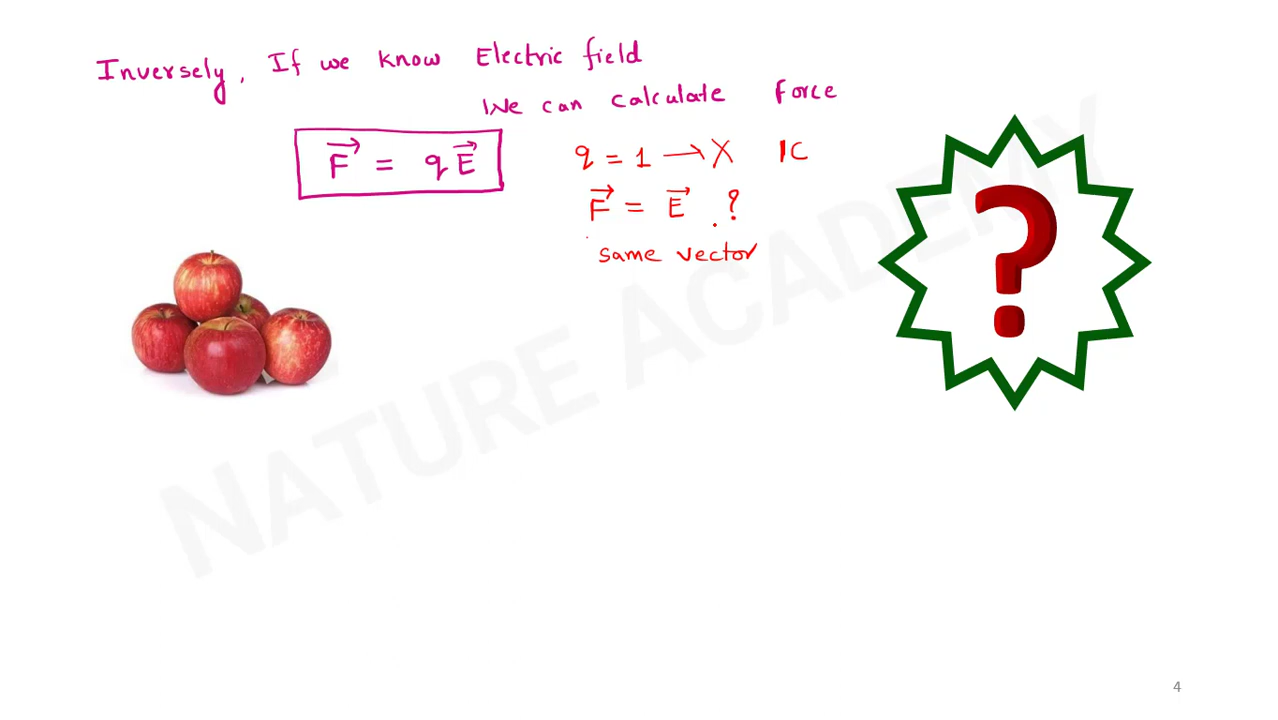 Inversely, If we know Electric field
We can calculate Force
F⃗ = qE⃗
q = 1 → X 1C
F⃗ = E⃗ ?
same vector
?
NATURE ACADEMY
4